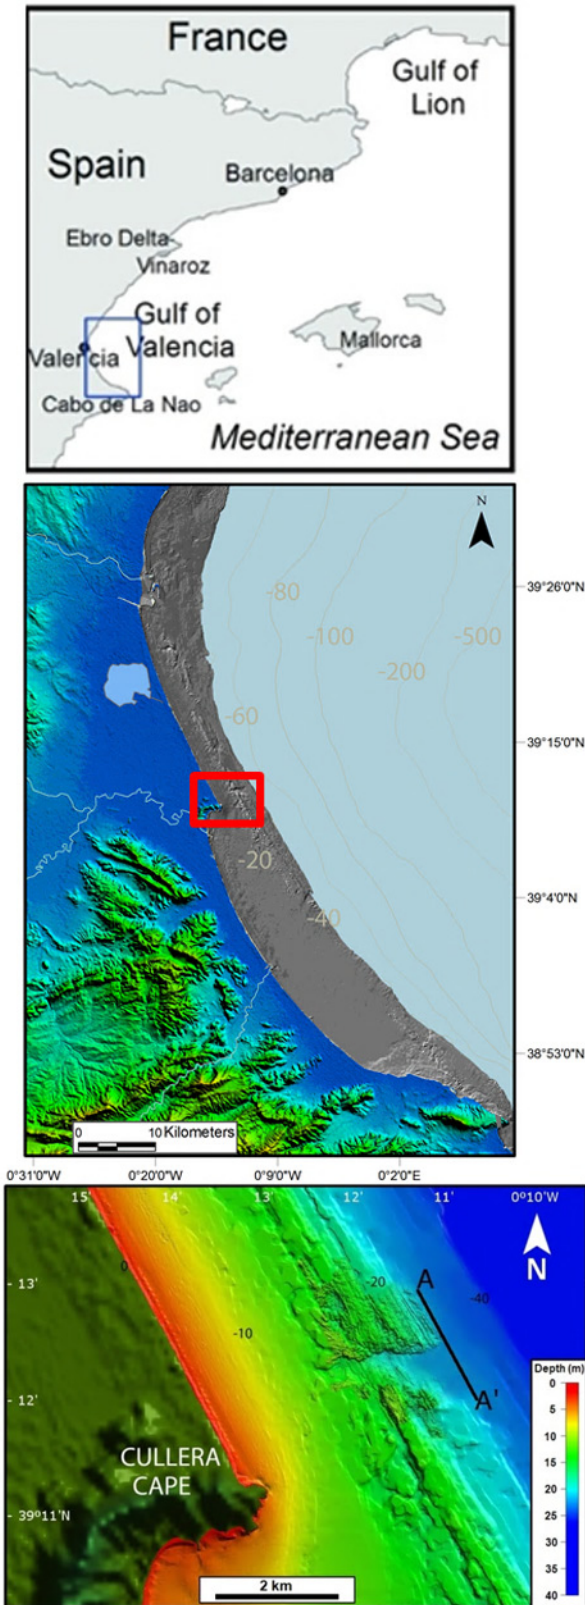 France
Gulf of
Lion
Spain
Barcelona
Ebro Delta
Vinaroz
Gulf of
Valencia
Mallorca
Valencia
Cabo de La Nao
Mediterranean Sea
N
39°26'0"N
-80
-100
-500
-200
-60
39°15'0"N
-20
39°4'0"N
-40
38°53'0"N
0 10 Kilometers
0°31'0"W 0°20'0"W 0°9'0"W 0°2'0"E
15' 14' 13' 12' 11' 0º10'W
N
0
13'
-20
A
-40
-10
12'
A'
CULLERA
CAPE
39º11'N
Depth (m)
0
5
10
15
20
25
30
35
40
2 km